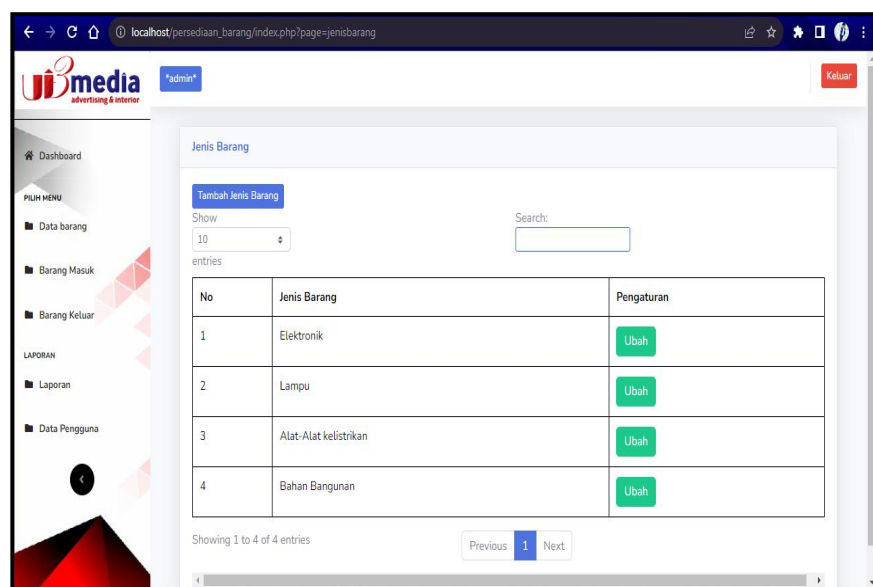 localhost/persediaan_barang/index.php?page=jenisbarang
media
advertising & interior
*admin*
Keluar
Dashboard
PILIH MENU
Data barang
Barang Masuk
Barang Keluar
LAPORAN
Laporan
Data Pengguna
Jenis Barang
Tambah Jenis Barang
Show
10
entries
Search:
No Jenis Barang Pengaturan
1 Elektronik Ubah
2 Lampu Ubah
3 Alat-Alat kelistrikan Ubah
4 Bahan Bangunan Ubah
Showing 1 to 4 of 4 entries
Previous 1 Next